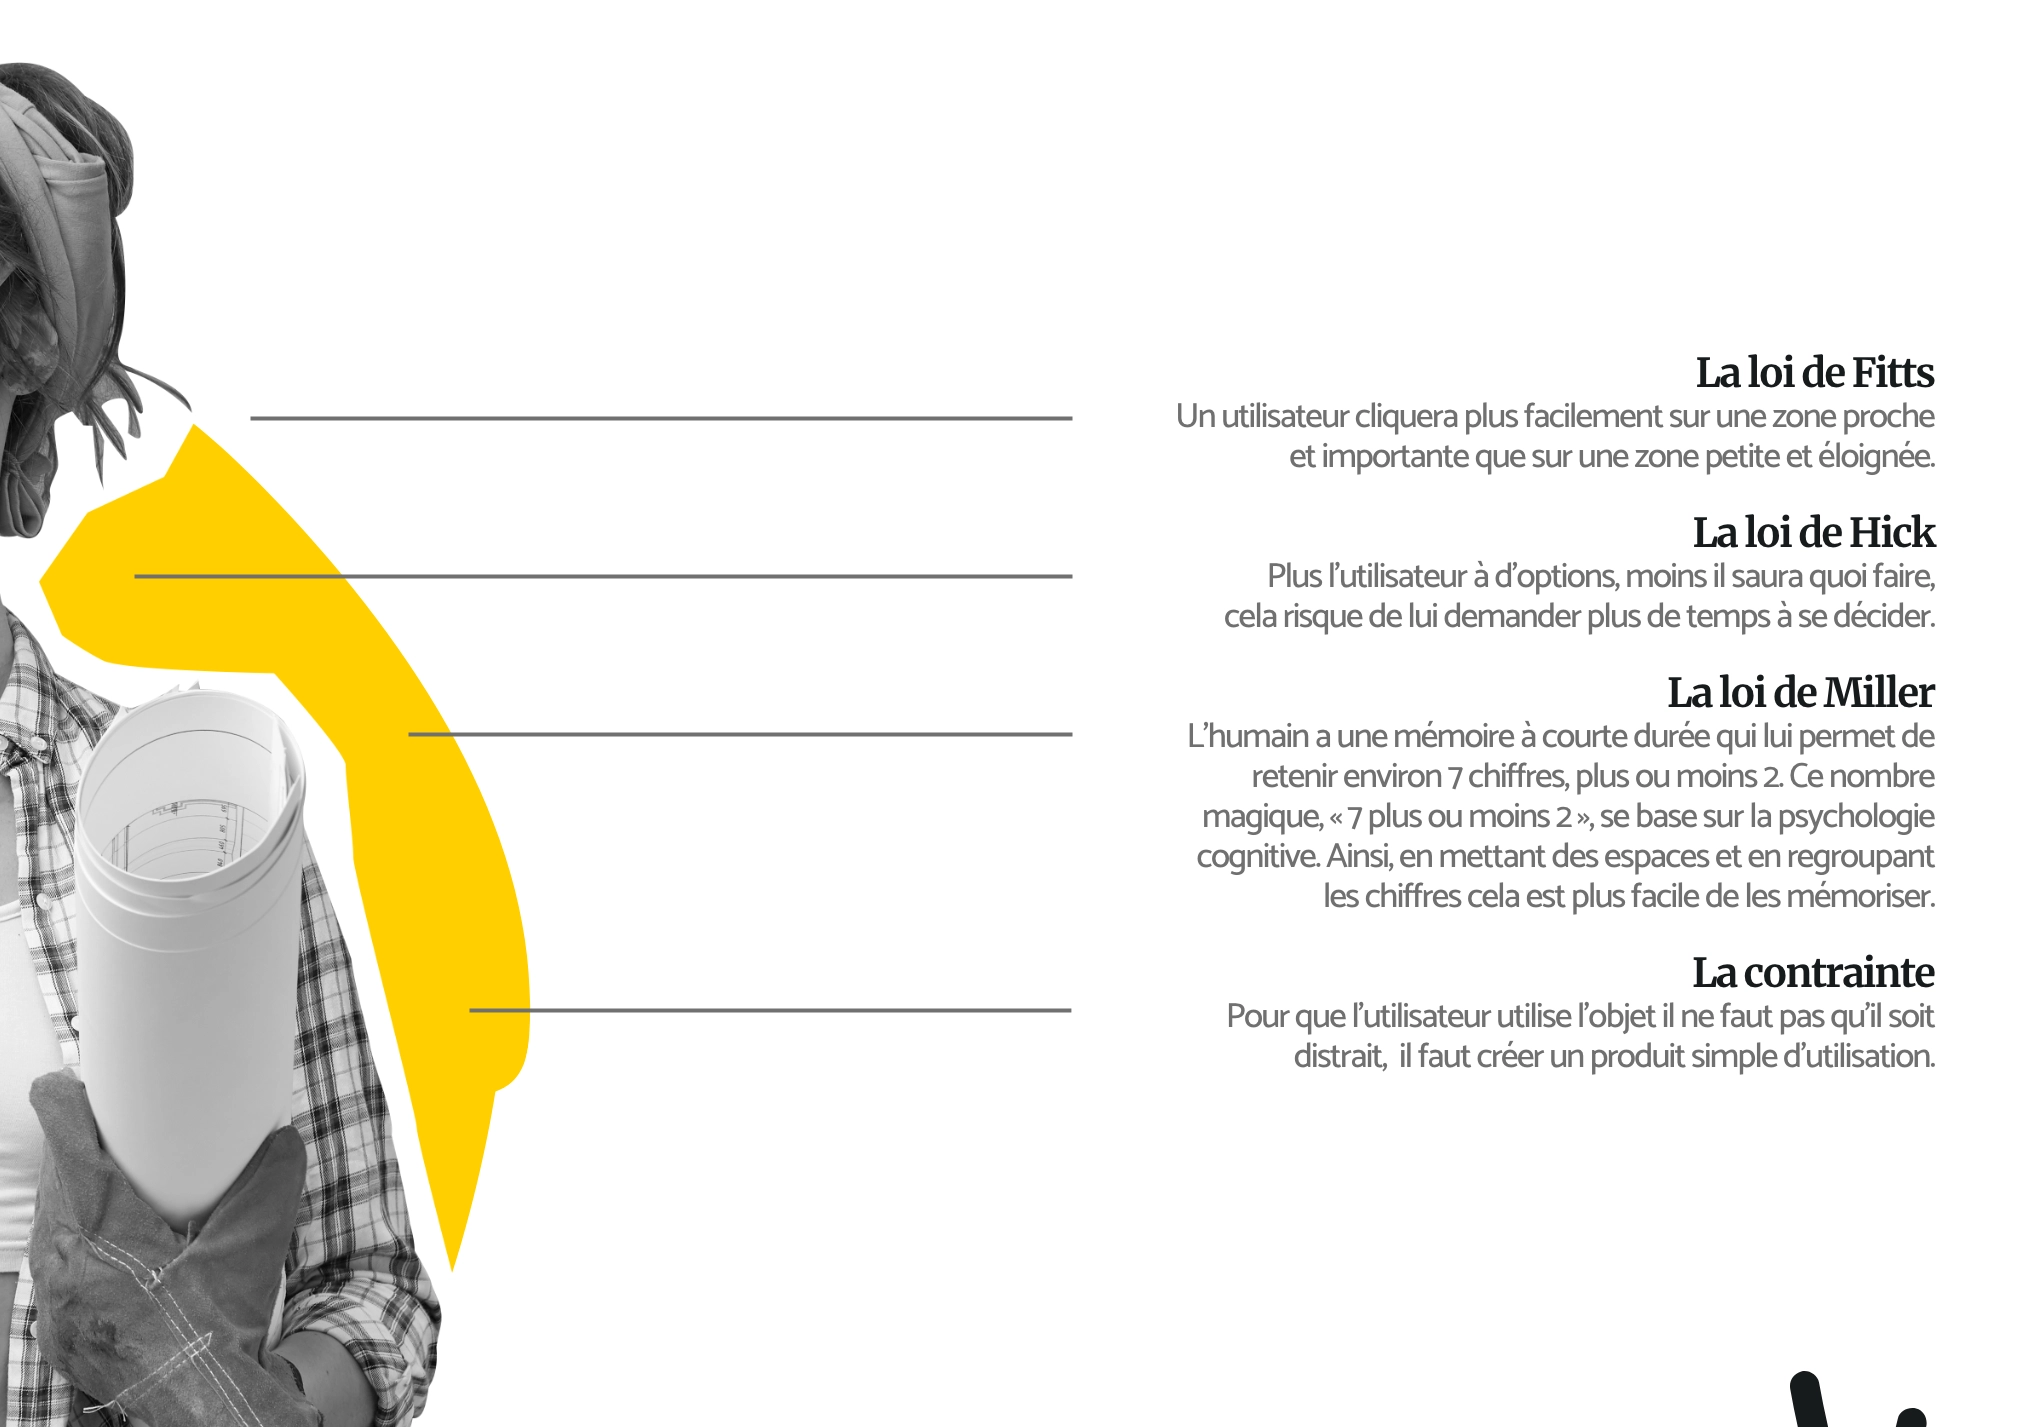 La loi de Fitts
Un utilisateur cliquera plus facilement sur une zone proche
et importante que sur une zone petite et éloignée.
La loi de Hick
Plus l’utilisateur à d’options, moins il saura quoi faire,
cela risque de lui demander plus de temps à se décider.
La loi de Miller
L’humain a une mémoire à courte durée qui lui permet de
retenir environ 7 chiffres, plus ou moins 2. Ce nombre
magique, « 7 plus ou moins 2 », se base sur la psychologie
cognitive. Ainsi, en mettant des espaces et en regroupant
les chiffres cela est plus facile de les mémoriser.
La contrainte
Pour que l’utilisateur utilise l’objet il ne faut pas qu’il soit
distrait,  il faut créer un produit simple d’utilisation.